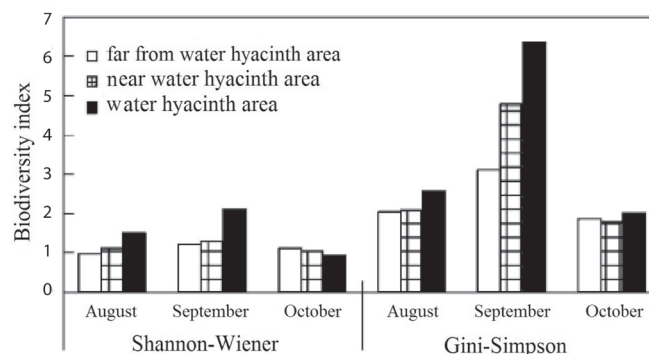 Biodiversity index
7
6
5
4
3
2
1
0
far from water hyacinth area
near water hyacinth area
water hyacinth area
August September October August September October
Shannon-Wiener Gini-Simpson